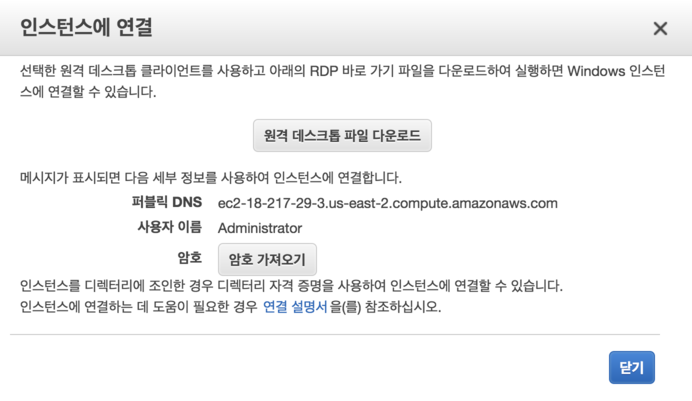 인스턴스에 연결
선택한 원격 데스크톱 클라이언트를 사용하고 아래의 RDP 바로 가기 파일을 다운로드하여 실행하면 Windows 인스턴
스에 연결할 수 있습니다.
원격 데스크톱 파일 다운로드
메시지가 표시되면 다음 세부 정보를 사용하여 인스턴스에 연결합니다.
퍼블릭 DNS ec2-18-217-29-3.us-east-2.compute.amazonaws.com
사용자 이름 Administrator
암호 암호 가져오기
인스턴스를 디렉터리에 조인한 경우 디렉터리 자격 증명을 사용하여 인스턴스에 연결할 수 있습니다.
인스턴스에 연결하는 데 도움이 필요한 경우 연결 설명서을(를) 참조하십시오.
닫기